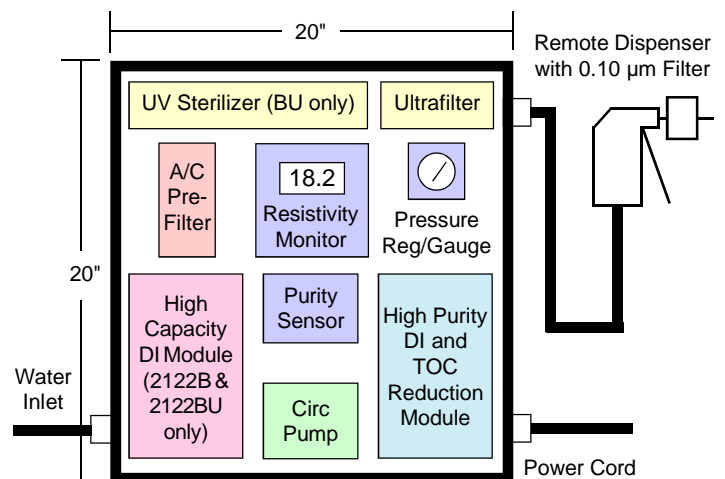 20"
Remote Dispenser
with 0.10 µm Filter
UV Sterilizer (BU only)
Ultrafilter
A/C
Pre-
Filter
18.2
Resistivity
Monitor
Pressure
Reg/Gauge
20"
High
Capacity
DI Module
(2122B &
2122BU
only)
Purity
Sensor
High Purity
DI and
TOC
Reduction
Module
Water
Inlet
Circ
Pump
Power Cord